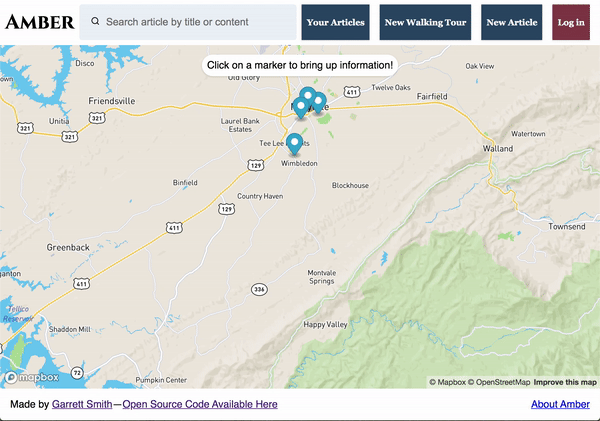 AMBER
Search article by title or content
Your Articles
New Walking Tour
New Article
Log in
Click on a marker to bring up information!
Disco
Old Glory
Oak View
Friendsville
Twelve Oaks
411
Fairfield
Unitia
321
321
321
Laurel Bank
Estates
Watertown
Walland
Wimbledon
129
Binfield
Blockhouse
Country Haven
129
411
Townsend
Greenback
411
Montvale
Springs
336
Tellico
Reservoir
Shaddon Mill
Happy Valley
72
Pumpkin Center
mapbox
© Mapbox © OpenStreetMap Improve this map
Made by Garrett Smith—Open Source Code Available Here
About Amber